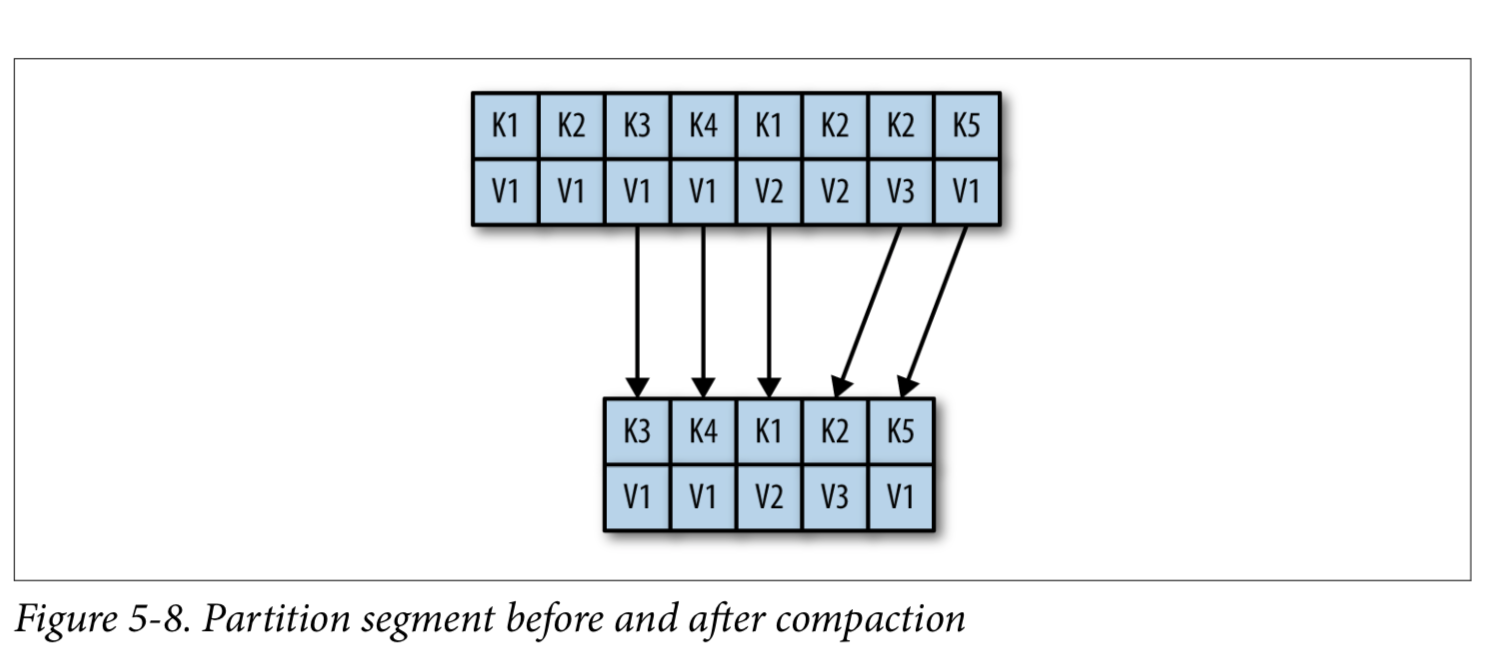 K1 K2 K3 K4 K1 K2 K2 K5
V1 V1 V1 V1 V2 V2 V3 V1
K3 K4 K1 K2 K5
V1 V1 V2 V3 V1
Figure 5-8. Partition segment before and after compaction